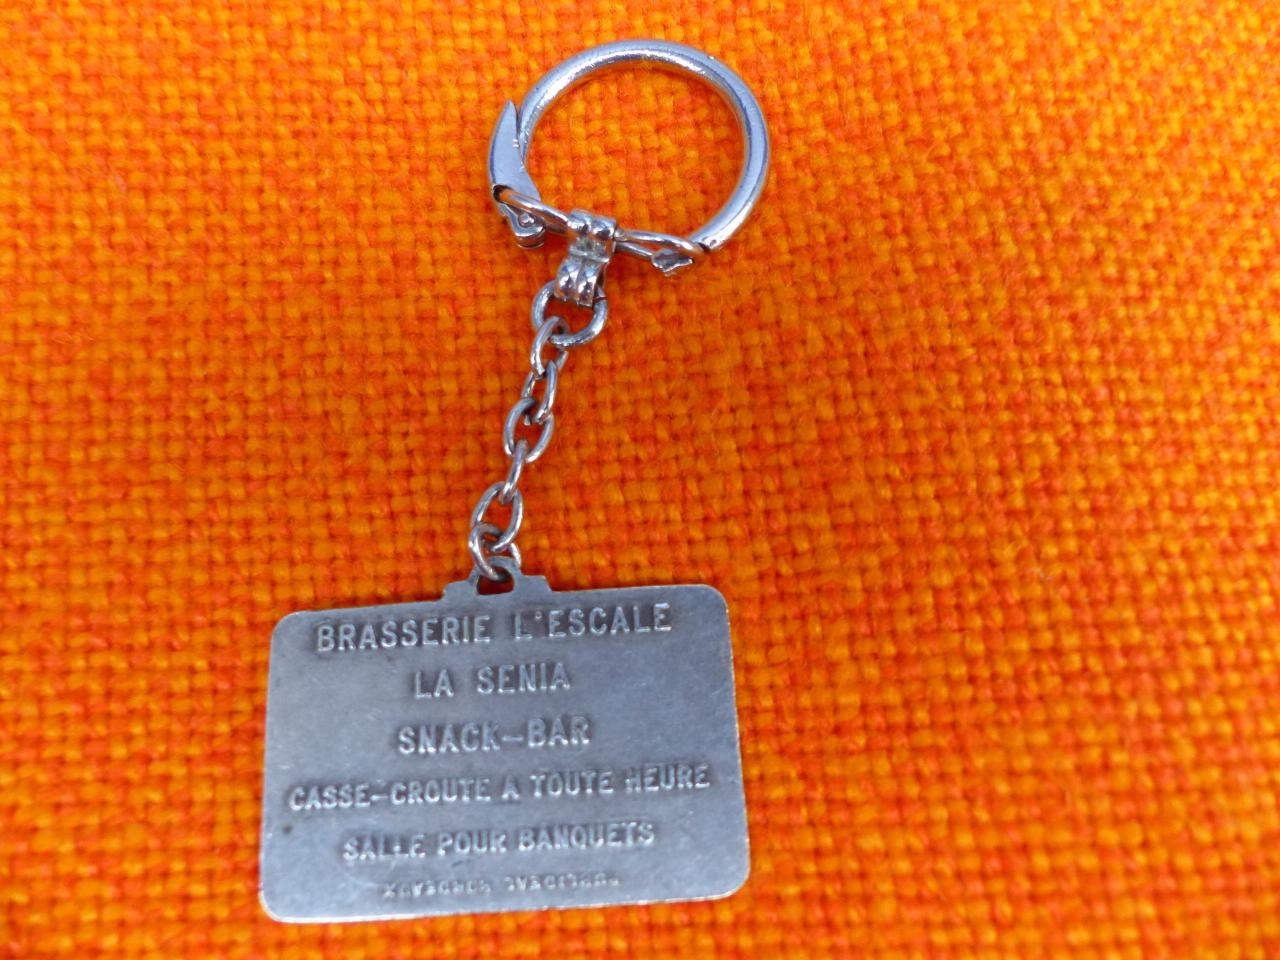 BRASSERIE L'ESCALE
LA SENIA
SNACK-BAR
CASSE-CROUTE A TOUTE HEURE
SALLE POUR BANQUETS